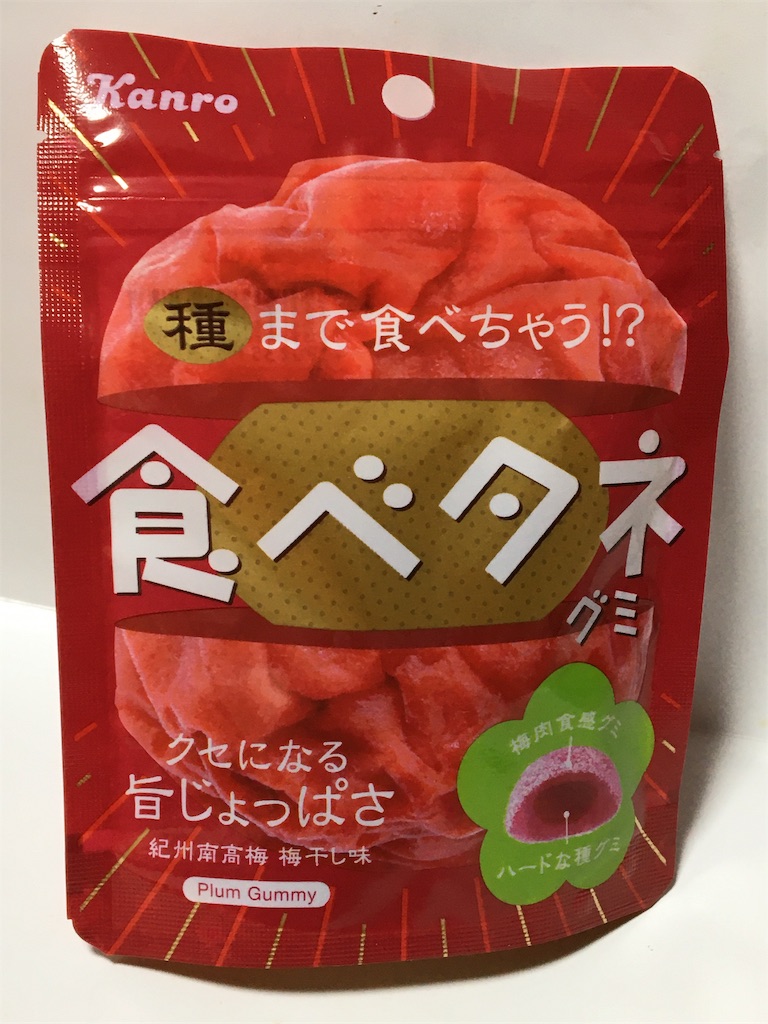 Kanro
種まで食べちゃう!?
食べタネ
グミ
クセになる
旨じょっぱさ
紀州南高梅 梅干し味
Plum Gummy
梅肉食感グミ
ハードな種グミ